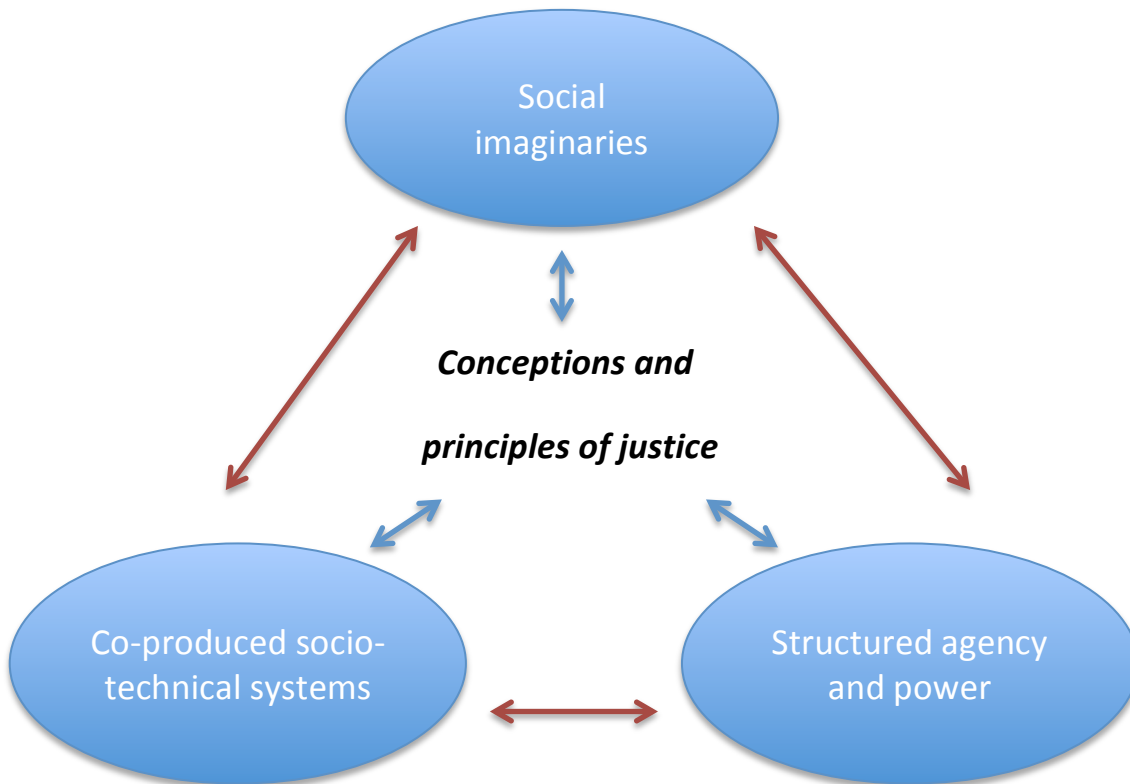 Social
imaginaries
Conceptions and
principles of justice
Co-produced socio-
technical systems
Structured agency
and power